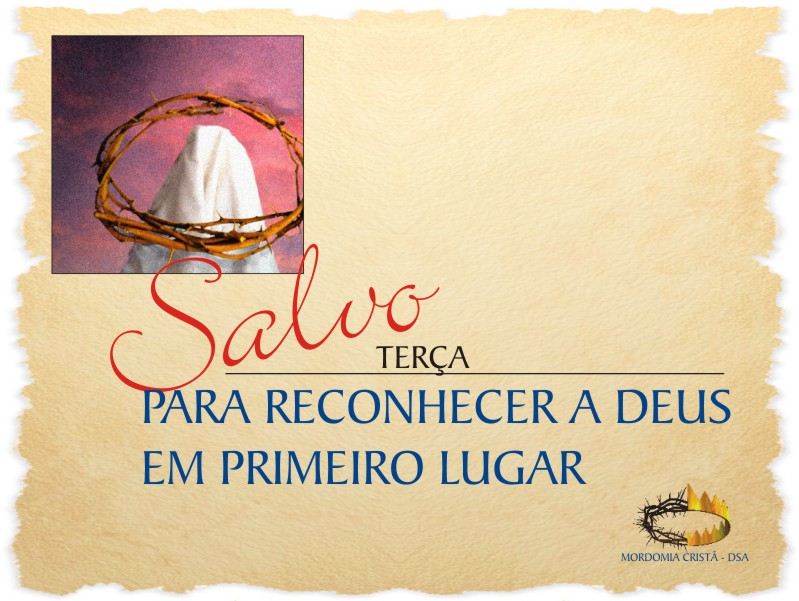 Salvo
TERÇA
PARA RECONHECER A DEUS
EM PRIMEIRO LUGAR
MORDOMIA CRISTÃ - DSA